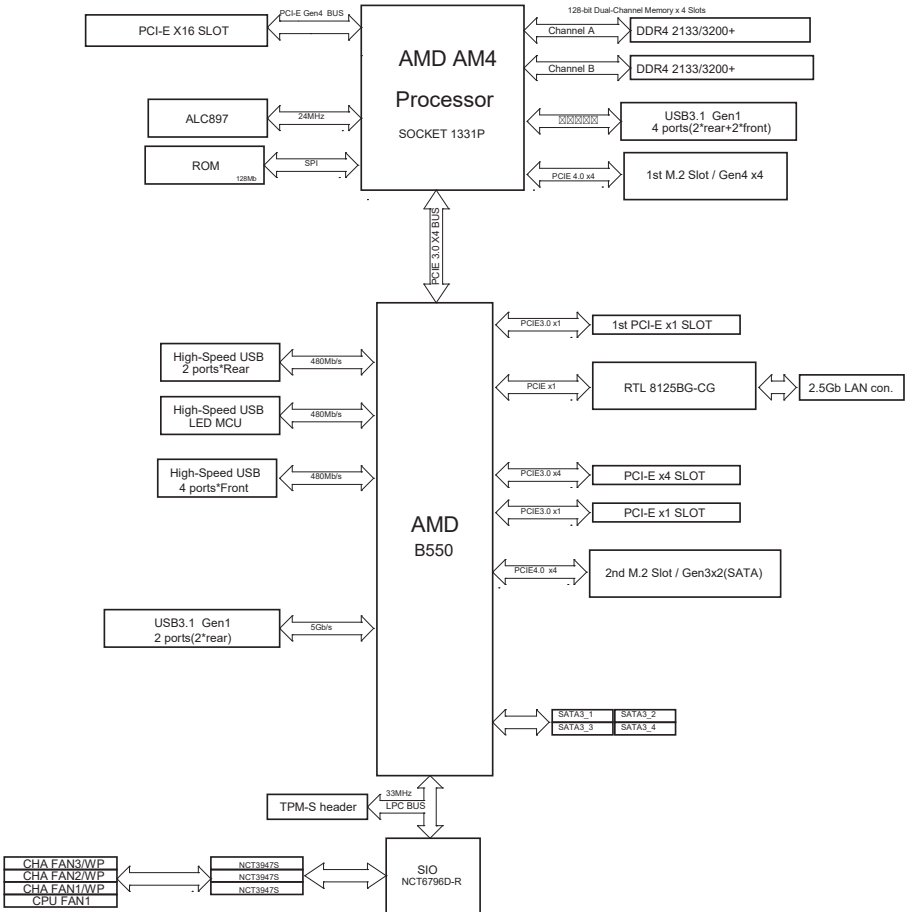 PCI-E Gen4 BUS
128-bit Dual-Channel Memory x 4 Slots
PCI-E X16 SLOT
AMD AM4
Processor
SOCKET 1331P
Channel A
DDR4 2133/3200+
Channel B
DDR4 2133/3200+
ALC897
24MHz
USB3.1 Gen1
4 ports(2*rear+2*front)
ROM
128Mb
SPI
PCIE 4.0 x4
1st M.2 Slot / Gen4 x4
PCIE 3.0 X4 BUS
AMD
B550
PCIE3.0 x1
1st PCI-E x1 SLOT
High-Speed USB
2 ports*Rear
480Mb/s
PCIE x1
RTL 8125BG-CG
2.5Gb LAN con.
High-Speed USB
LED MCU
480Mb/s
High-Speed USB
4 ports*Front
480Mb/s
PCIE3.0 x4
PCI-E x4 SLOT
PCIE3.0 x1
PCI-E x1 SLOT
PCIE4.0 x4
2nd M.2 Slot / Gen3x2(SATA)
USB3.1 Gen1
2 ports(2*rear)
5Gb/s
SATA3_1
SATA3_2
SATA3_3
SATA3_4
TPM-S header
33MHz
LPC BUS
SIO
NCT6796D-R
CHA FAN3/WP
CHA FAN2/WP
CHA FAN1/WP
CPU FAN1
NCT3947S
NCT3947S
NCT3947S